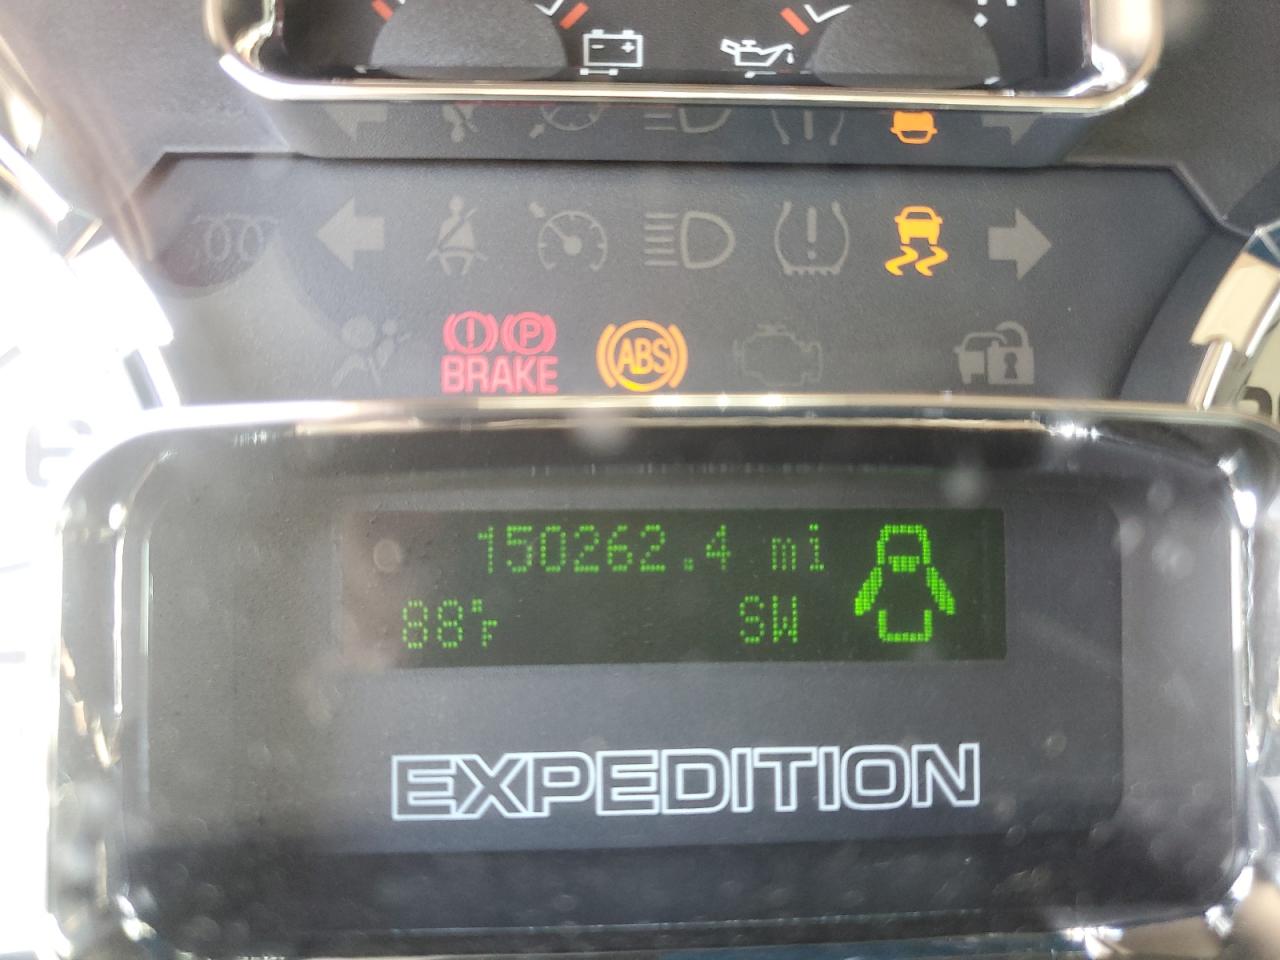 ! P
BRAKE
ABS
150262.4 mi
88°F SW
EXPEDITION